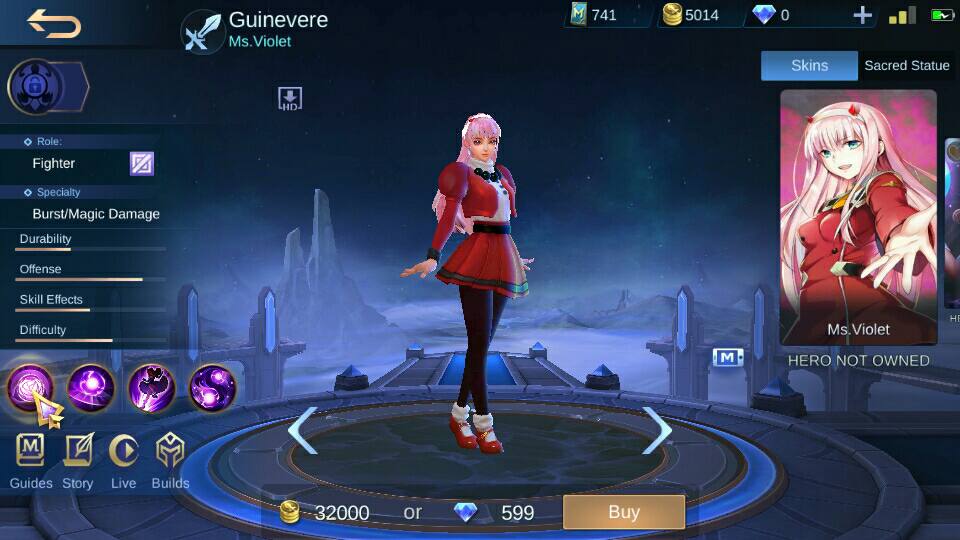 Guinevere
Ms.Violet
741
5014
0
Skins
Sacred Statue
HD
Role:
Fighter
Specialty
Burst/Magic Damage
Durability
Offense
Skill Effects
Difficulty
Ms.Violet
M
HERO NOT OWNED
Guides
Story
Live
Builds
32000 or 599
Buy